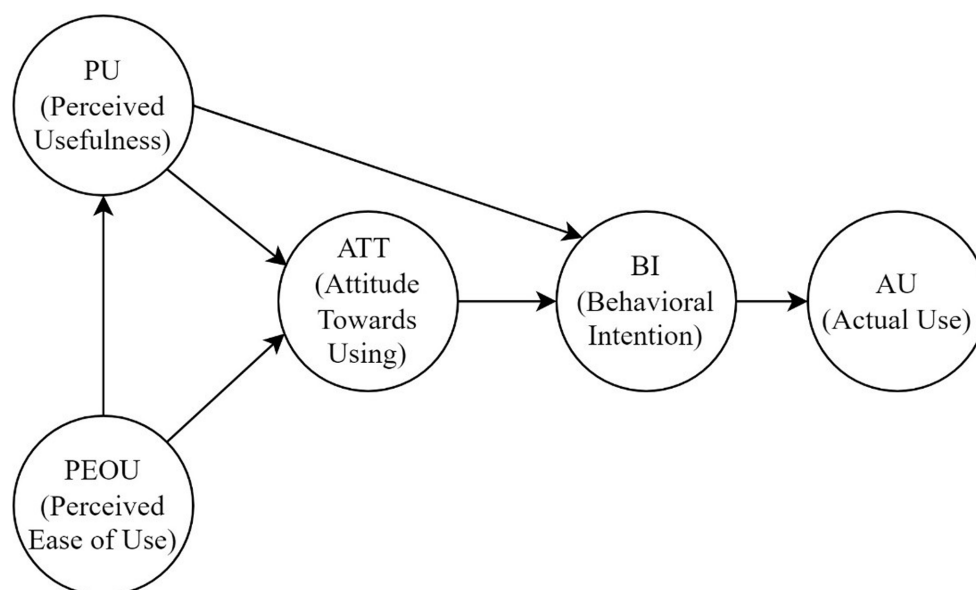 PU
(Perceived
Usefulness)
ATT
(Attitude
Towards
Using)
BI
(Behavioral
Intention)
AU
(Actual Use)
PEOU
(Perceived
Ease of Use)